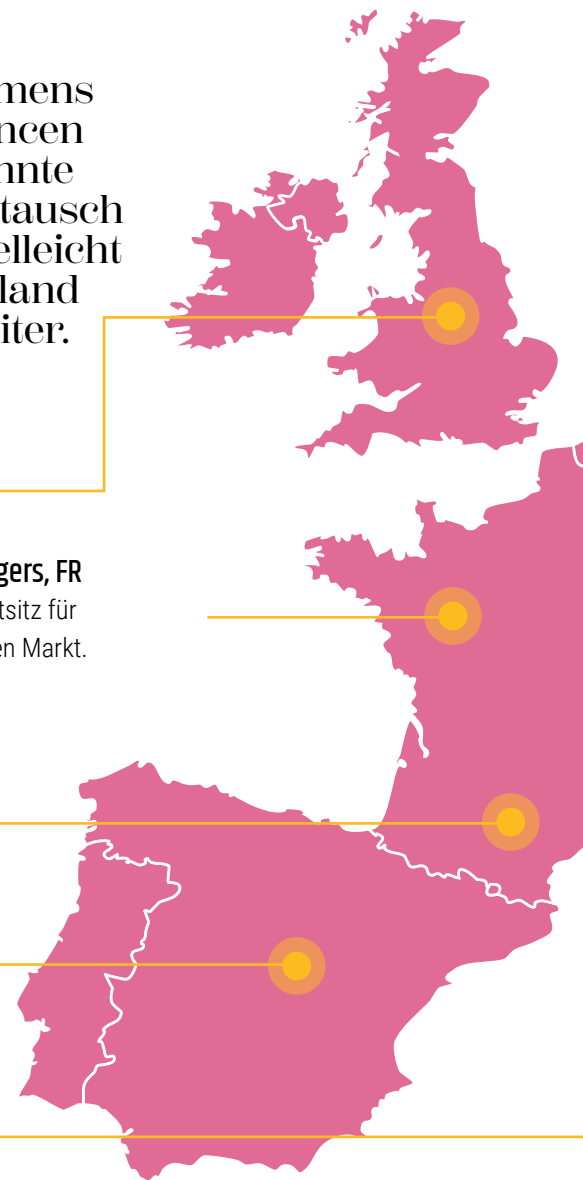 mens
ncen
nnte
tausch
elleicht
land
iter.
gers, FR
tsitz für
en Markt.